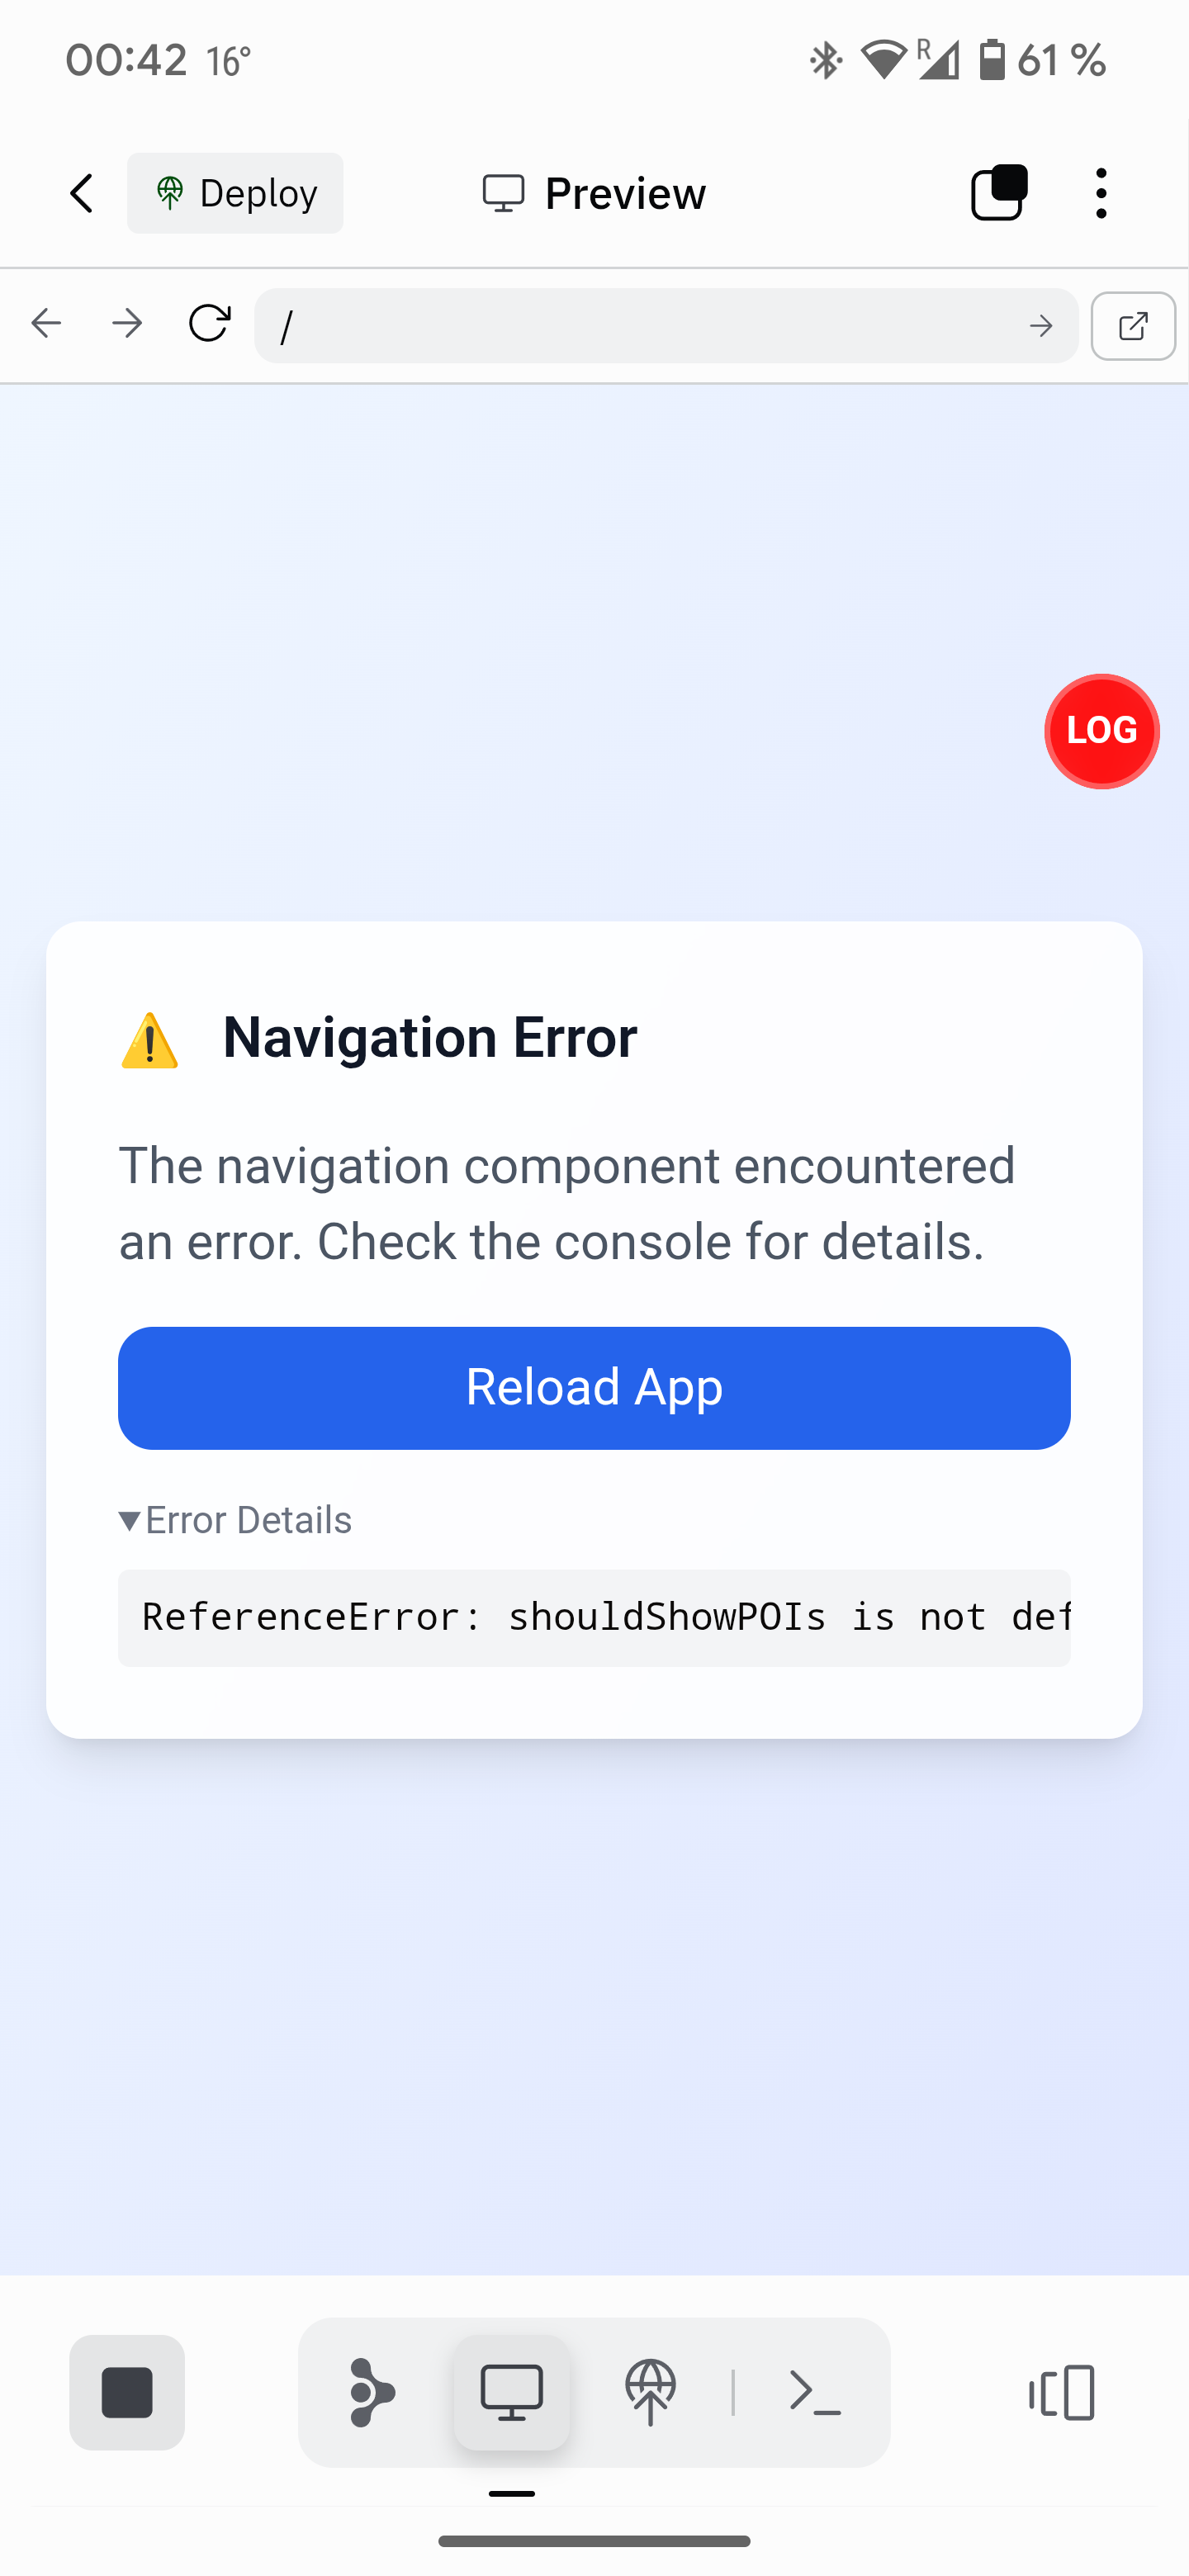 00:42 16° R 61 %
Deploy Preview
/
LOG
Navigation Error
The navigation component encountered
an error. Check the console for details.
Reload App
▼Error Details
ReferenceError: shouldShowPOIs is not def